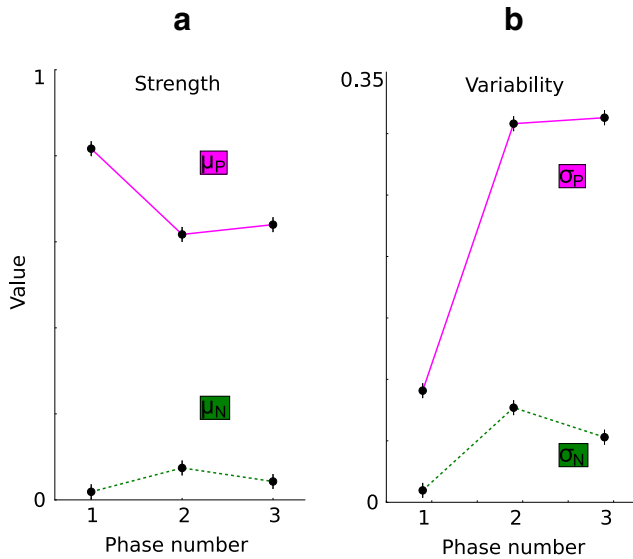 a
Strength
1
μP
Value
μN
0
1 2 3
Phase number
b
0.35
Variability
σP
σN
0
1 2 3
Phase number